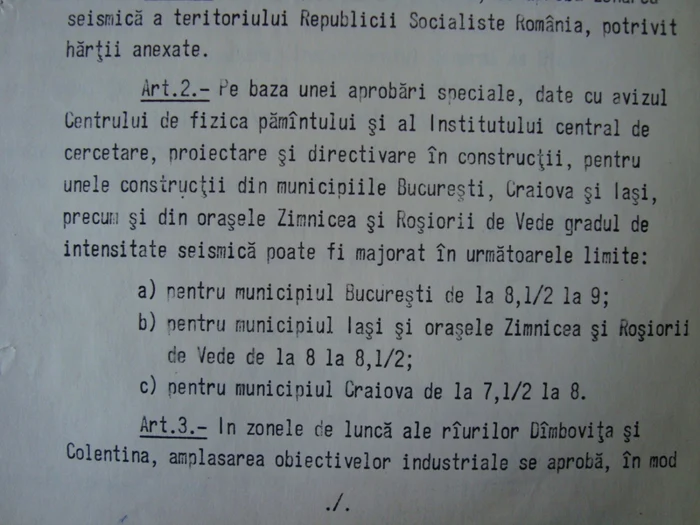 seismică a teritoriului Republicii Socialiste România, potrivit
hărţii anexate.
Art.2.- Pe baza unei aprobări speciale, date cu avizul
Centrului de fizica pămîntului şi al Institutului central de
cercetare, proiectare şi directivare în construcţii, pentru
unele construcţii din municipiile Bucureşti, Craiova şi Iaşi,
precum şi din oraşele Zimnicea şi Roşiorii de Vede gradul de
intensitate seismică poate fi majorat în următoarele limite:
a) pentru municipiul Bucureşti de la 8,1/2 la 9;
b) pentru municipiul Iaşi şi oraşele Zimnicea şi Roşiorii
de Vede de la 8 la 8,1/2;
c) pentru municipiul Craiova de la 7,1/2 la 8.
Art.3.- In zonele de luncă ale rîurilor Dîmboviţa şi
Colentina, amplasarea obiectivelor industriale se aprobă, în mod
./.